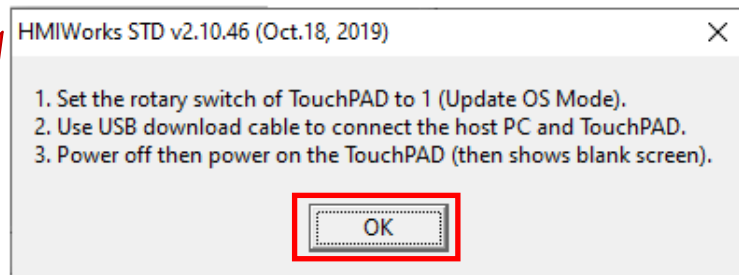 HMIWorks STD v2.10.46 (Oct.18, 2019)
1. Set the rotary switch of TouchPAD to 1 (Update OS Mode).
2. Use USB download cable to connect the host PC and TouchPAD.
3. Power off then power on the TouchPAD (then shows blank screen).
OK